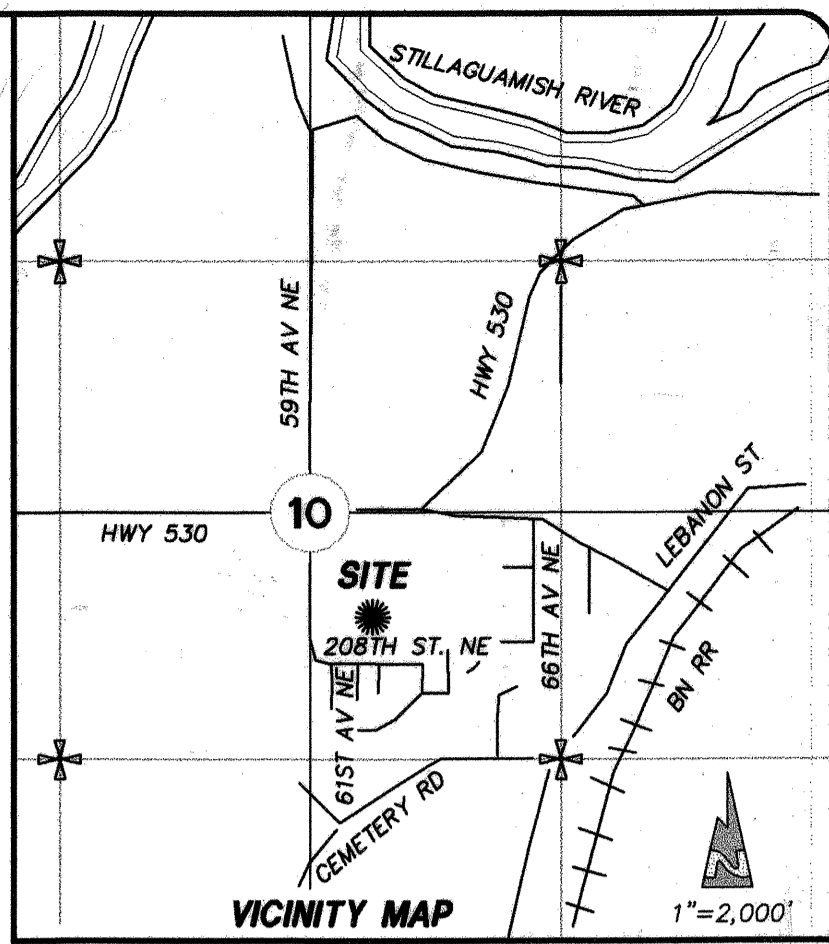 STILLAGUAMISH RIVER
59TH AV NE
HWY 530
LEBANON ST
10
HWY 530
SITE
66TH AV NE
208TH ST. NE
BN RR
61ST AV NE
CEMETERY RD
N
VICINITY MAP
1"=2,000'